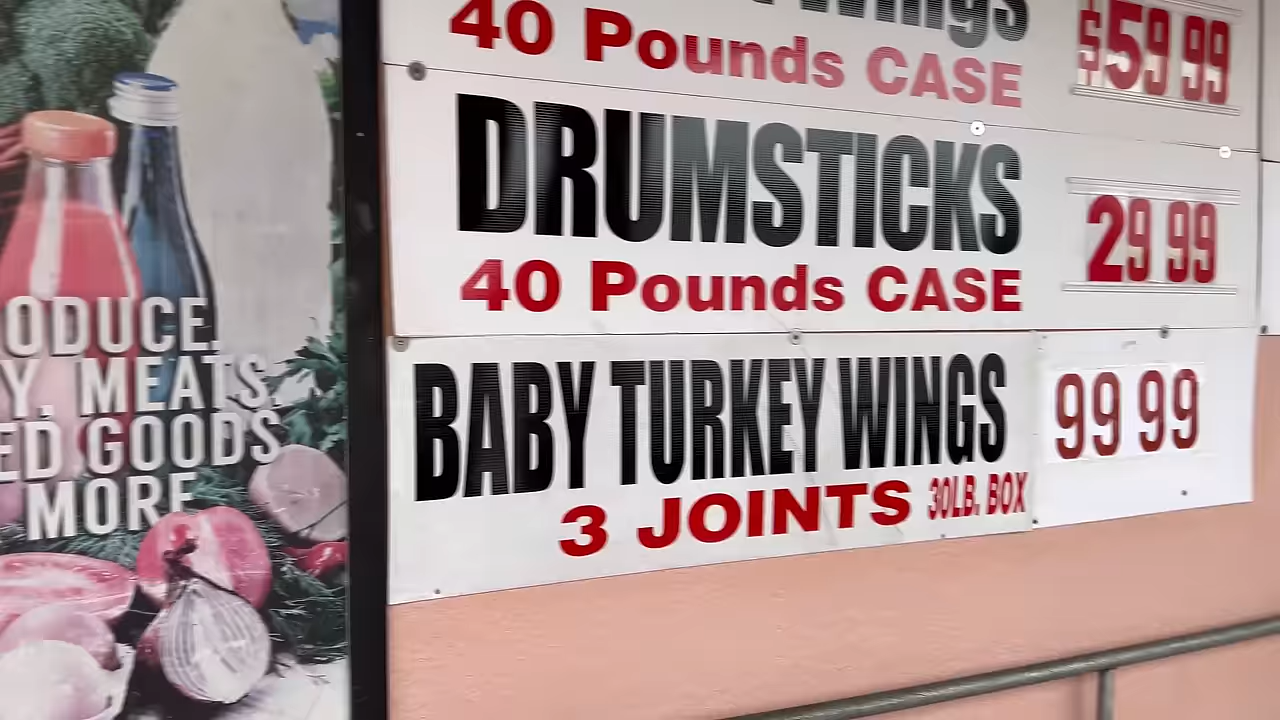 ODUCE,
Y, MEATS,
ED GOODS
MORE
Wings
40 Pounds CASE
$59 99
DRUMSTICKS
40 Pounds CASE
29 99
BABY TURKEY WINGS
3 JOINTS 30LB. BOX
99 99